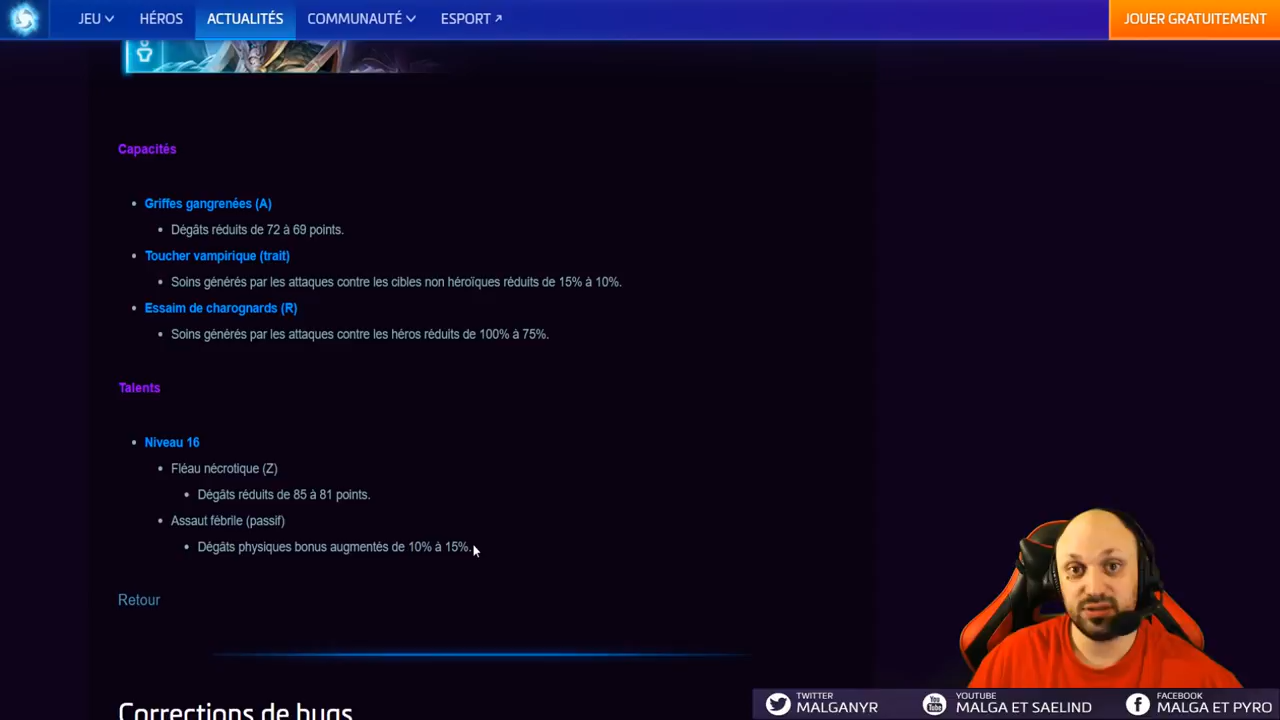 JEU
HÉROS
ACTUALITÉS
COMMUNAUTÉ
ESPORT
JOUER GRATUITEMENT
Capacités
Griffes gangrenées (A)
Dégâts réduits de 72 à 69 points.
Toucher vampirique (trait)
Soins générés par les attaques contre les cibles non héroïques réduits de 15% à 10%.
Essaim de charognards (R)
Soins générés par les attaques contre les héros réduits de 100% à 75%.
Talents
Niveau 16
Fléau nécrotique (Z)
Dégâts réduits de 85 à 81 points.
Assaut fébrile (passif)
Dégâts physiques bonus augmentés de 10% à 15%.
Retour
Corrections de bugs
TWITTER
MALGANYR
YOUTUBE
MALGA ET SAELIND
FACEBOOK
MALGA ET PYRO